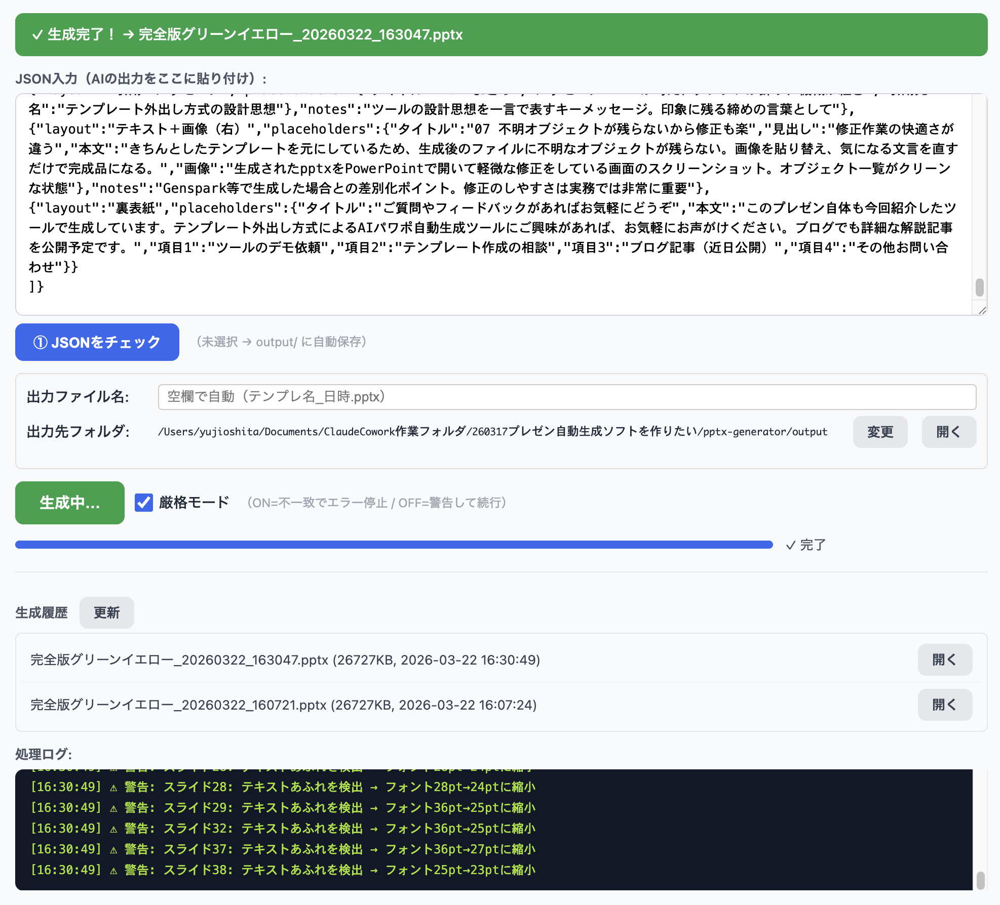 ✓ 生成完了！ → 完全版グリーンイエロー_20260322_163047.pptx
JSON入力（AIの出力をここに貼り付け）:
名":"テンプレート外出し方式の設計思想"},"notes":"ツールの設計思想を一言で表すキーメッセージ。印象に残る締めの言葉として"},
{"layout":"テキスト＋画像（右）","placeholders":{"タイトル":"07 不明オブジェクトが残らないから修正も楽","見出し":"修正作業の快適さが
違う","本文":"きちんとしたテンプレートを元にしているため、生成後のファイルに不明なオブジェクトが残らない。画像を貼り替え、気になる文言を直す
だけで完成品になる。","画像":"生成されたpptxをPowerPointで開いて軽微な修正をしている画面のスクリーンショット。オブジェクト一覧がクリーン
な状態"},"notes":"Genspark等で生成した場合との差別化ポイント。修正のしやすさは実務では非常に重要"},
{"layout":"裏表紙","placeholders":{"タイトル":"ご質問やフィードバックがあればお気軽にどうぞ","本文":"このプレゼン自体も今回紹介したツ
ールで生成しています。テンプレート外出し方式によるAIパワポ自動生成ツールにご興味があれば、お気軽にお声がけください。ブログでも詳細な解説記事
を公開予定です。","項目1":"ツールのデモ依頼","項目2":"テンプレート作成の相談","項目3":"ブログ記事（近日公開）","項目4":"その他お問い合
わせ"}}
]}
① JSONをチェック （未選択 → output/ に自動保存）
出力ファイル名: 空欄で自動（テンプレ名_日時.pptx）
出力先フォルダ: /Users/yujioshita/Documents/ClaudeCowork作業フォルダ/260317プレゼン自動生成ソフトを作りたい/pptx-generator/output 変更 開く
生成中... 厳格モード （ON=不一致でエラー停止 / OFF=警告して続行）
✓ 完了
生成履歴 更新
完全版グリーンイエロー_20260322_163047.pptx (26727KB, 2026-03-22 16:30:49) 開く
完全版グリーンイエロー_20260322_160721.pptx (26727KB, 2026-03-22 16:07:24) 開く
処理ログ:
[16:30:49] ⚠ 警告: スライド28: テキストあふれを検出 → フォント28pt→24ptに縮小
[16:30:49] ⚠ 警告: スライド28: テキストあふれを検出 → フォント28pt→24ptに縮小
[16:30:49] ⚠ 警告: スライド29: テキストあふれを検出 → フォント36pt→25ptに縮小
[16:30:49] ⚠ 警告: スライド32: テキストあふれを検出 → フォント36pt→25ptに縮小
[16:30:49] ⚠ 警告: スライド37: テキストあふれを検出 → フォント36pt→27ptに縮小
[16:30:49] ⚠ 警告: スライド38: テキストあふれを検出 → フォント25pt→23ptに縮小